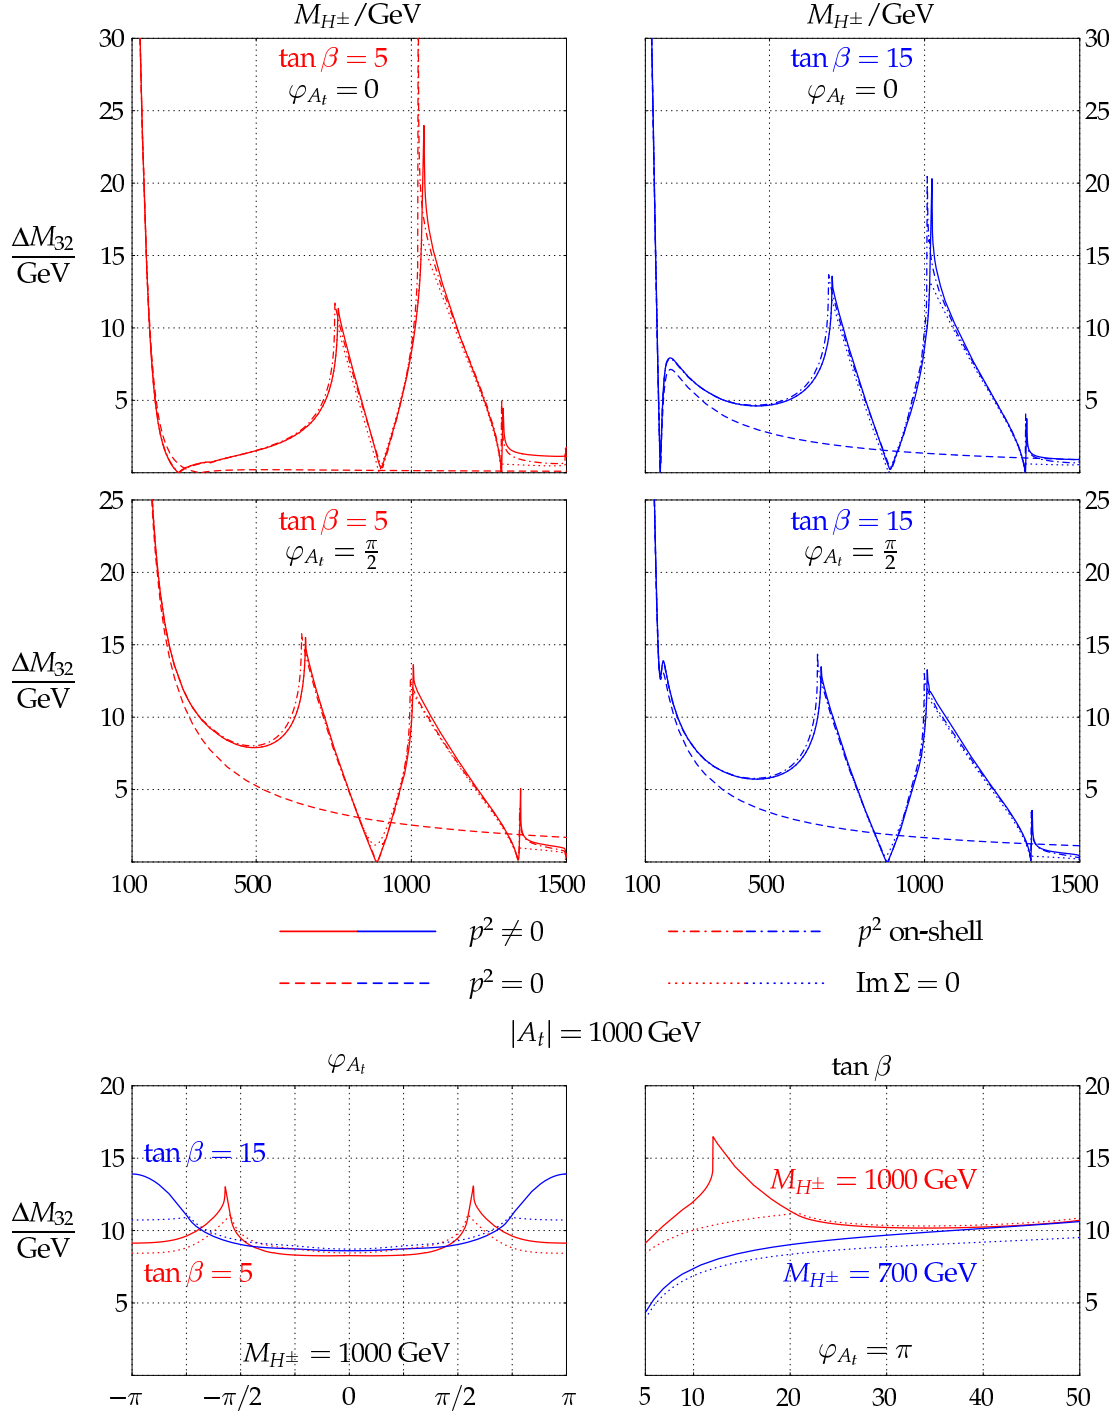 M_{H^±}/GeV M_{H^±}/GeV
30 30
tan β = 5 tan β = 15
φ_{A_t} = 0 φ_{A_t} = 0
25 25
20 20
ΔM_{32}/GeV
15 15
10 10
5 5
25 25
tan β = 5 tan β = 15
φ_{A_t} = π/2 φ_{A_t} = π/2
20 20
ΔM_{32}/GeV
15 15
10 10
5 5
100 500 1000 1500 100 500 1000 1500
p² ≠ 0 p² on-shell
p² = 0 Im Σ = 0
|A_t| = 1000 GeV
φ_{A_t} tan β
20 20
tan β = 15
15 15
M_{H^±} = 1000 GeV
ΔM_{32}/GeV
10 10
tan β = 5 M_{H^±} = 700 GeV
5 5
M_{H^±} = 1000 GeV φ_{A_t} = π
−π −π/2 0 π/2 π 5 10 20 30 40 50